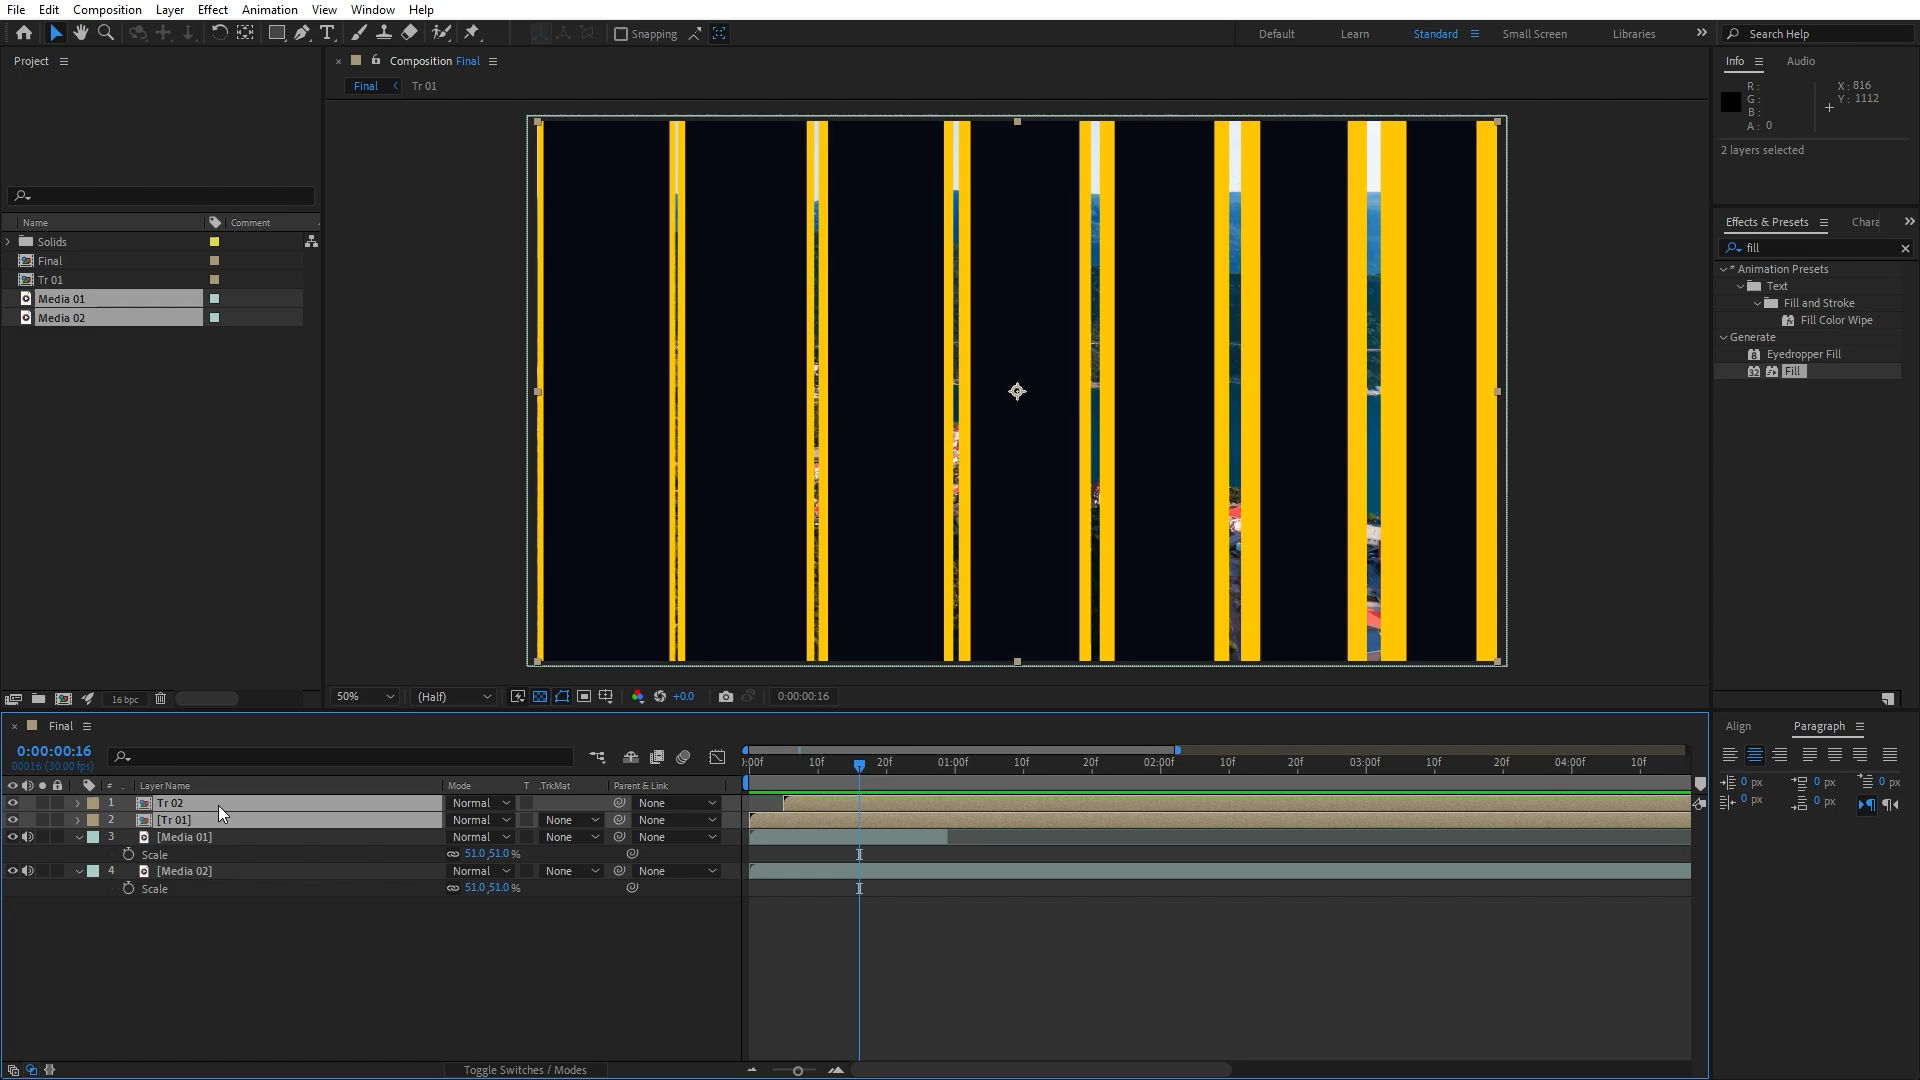 File Edit Composition Layer Effect Animation View Window Help
Snapping
Default Learn Standard Small Screen Libraries
Search Help
Project
Composition Final
Final Tr 01
Info Audio
R :
G :
B :
A : 0
X : 816
Y : 1112
2 layers selected
Name Comment
Solids
Final
Tr 01
Media 01
Media 02
Effects & Presets Chara
fill
* Animation Presets
Text
Fill and Stroke
Fill Color Wipe
Generate
Eyedropper Fill
Fill
16 bpc
50% (Half) +0.0 0:00:00:16
Final
0:00:00:16
00016 (30.00 fps)
:00f 10f 20f 01:00f 10f 20f 02:00f 10f 20f 03:00f 10f 20f 04:00f 10f
# Layer Name Mode T .TrkMat Parent & Link
1 Tr 02 Normal None
2 [Tr 01] Normal None None
3 [Media 01] Normal None None
Scale 51.0,51.0 %
4 [Media 02] Normal None None
Scale 51.0,51.0 %
Toggle Switches / Modes
Align Paragraph
0 px 0 px 0 px
0 px 0 px